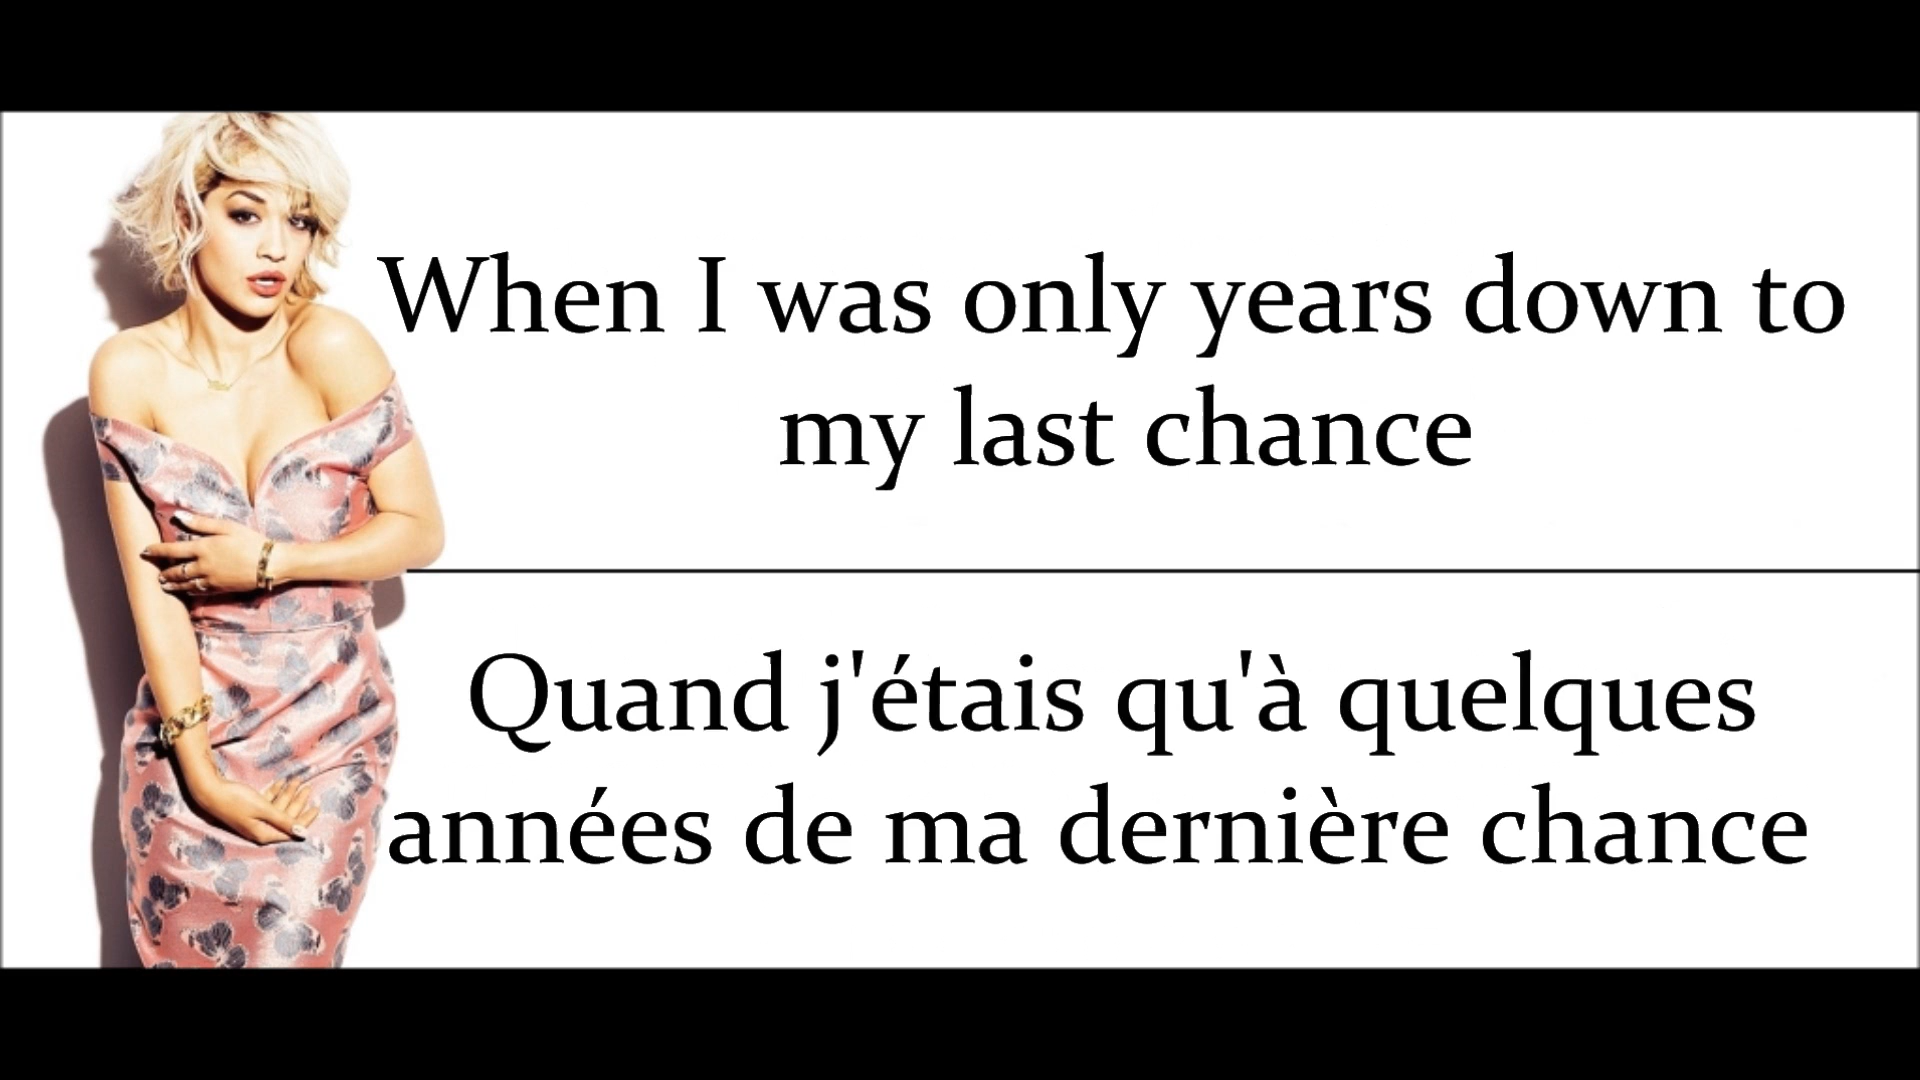 When I was only years down to
my last chance
Quand j'étais qu'à quelques
années de ma dernière chance